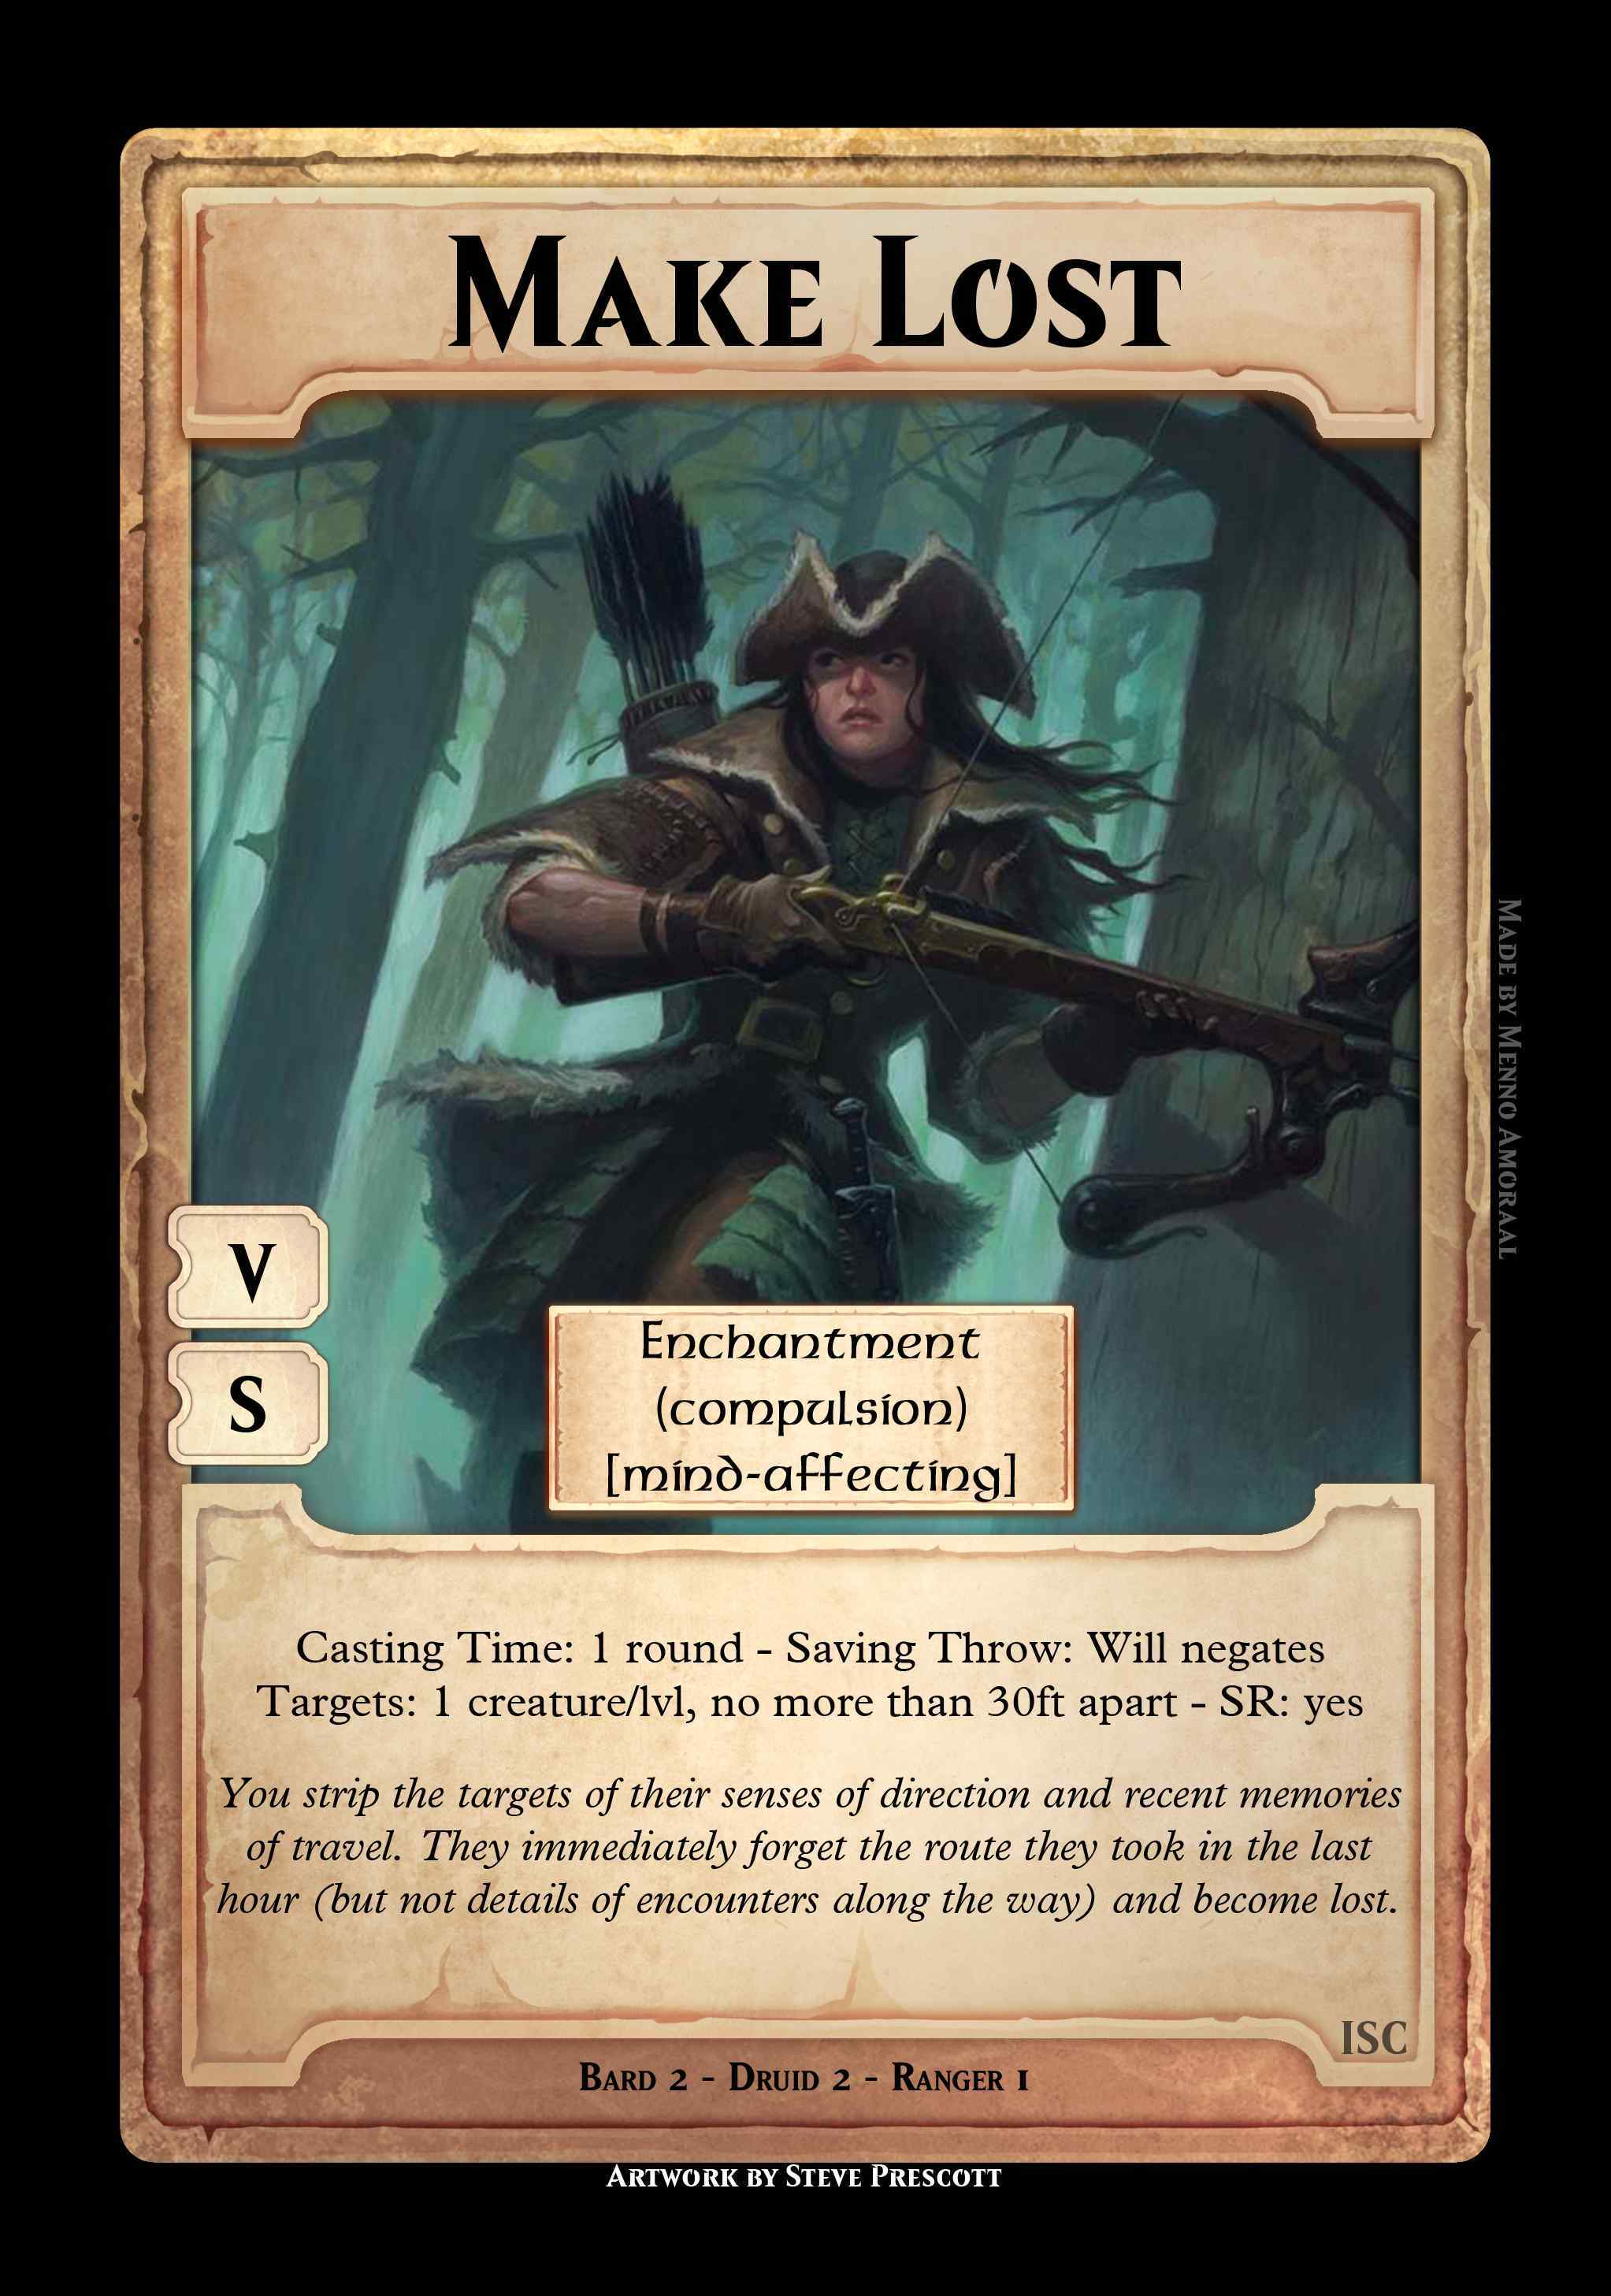 Make Lost
V
S
Enchantment
(compulsion)
[mind-affecting]
Casting Time: 1 round - Saving Throw: Will negates
Targets: 1 creature/lvl, no more than 30ft apart - SR: yes
You strip the targets of their senses of direction and recent memories
of travel. They immediately forget the route they took in the last
hour (but not details of encounters along the way) and become lost.
ISC
Bard 2 - Druid 2 - Ranger 1
Artwork by Steve Prescott
Made by Menno Amoraal